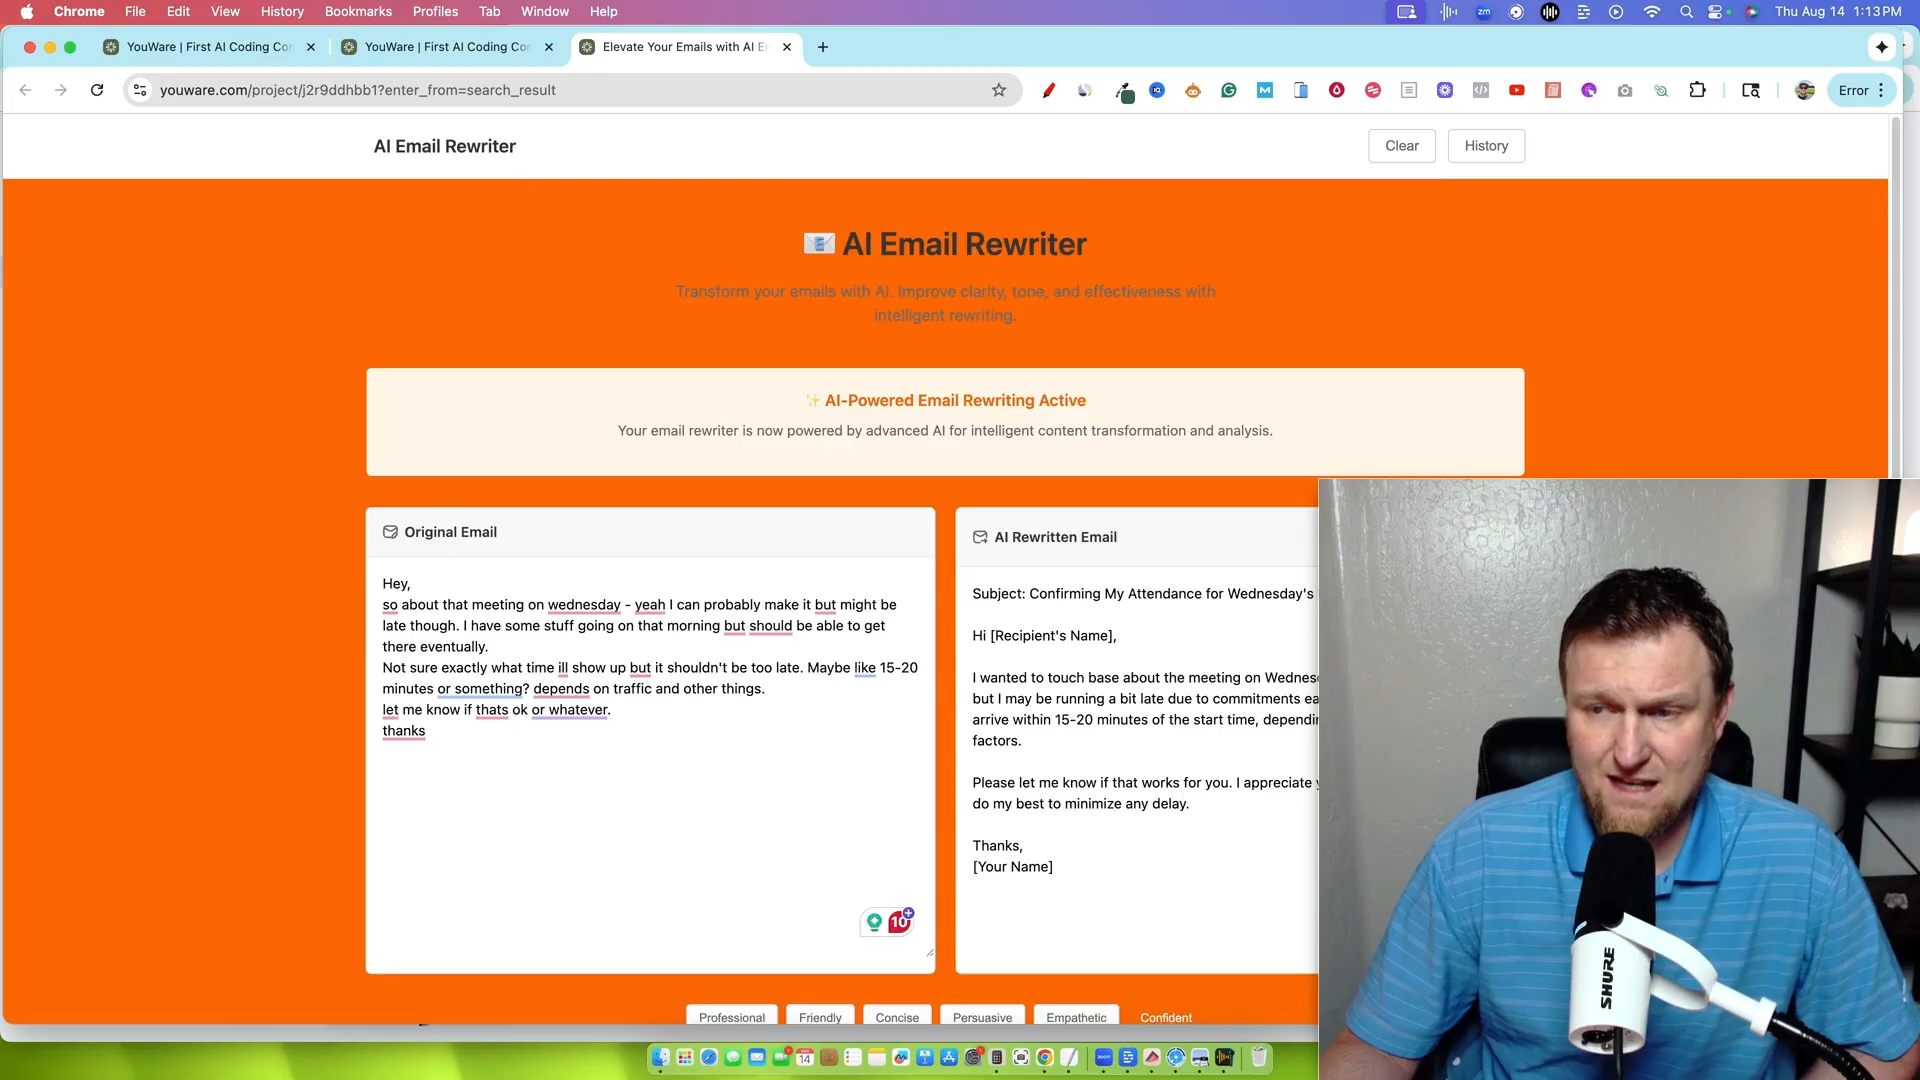 Chrome File Edit View History Bookmarks Profiles Tab Window Help
zm Thu Aug 14 1:13 PM
YouWare | First AI Coding Co
YouWare | First AI Coding Co
Elevate Your Emails with AI E
youware.com/project/j2r9ddhbb1?enter_from=search_result
Error
AI Email Rewriter
Clear
History
AI Email Rewriter
Transform your emails with AI. Improve clarity, tone, and effectiveness with
intelligent rewriting.
AI-Powered Email Rewriting Active
Your email rewriter is now powered by advanced AI for intelligent content transformation and analysis.
Original Email
Hey,
so about that meeting on wednesday - yeah I can probably make it but might be
late though. I have some stuff going on that morning but should be able to get
there eventually.
Not sure exactly what time ill show up but it shouldn't be too late. Maybe like 15-20
minutes or something? depends on traffic and other things.
let me know if thats ok or whatever.
thanks
10
AI Rewritten Email
Subject: Confirming My Attendance for Wednesday's
Hi [Recipient's Name],
I wanted to touch base about the meeting on Wednes
but I may be running a bit late due to commitments ea
arrive within 15-20 minutes of the start time, dependi
factors.
Please let me know if that works for you. I appreciate
do my best to minimize any delay.
Thanks,
[Your Name]
Professional
Friendly
Concise
Persuasive
Empathetic
Confident
SHURE
14